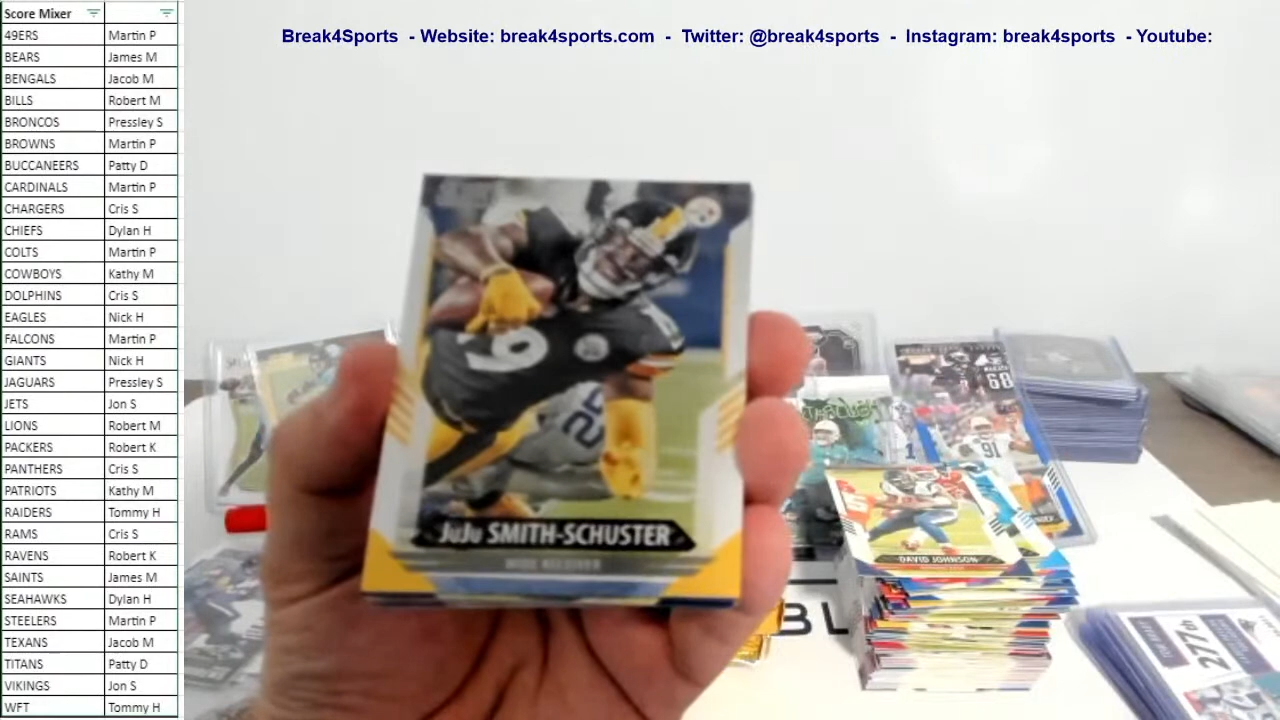 Score Mixer
49ERS Martin P
BEARS James M
BENGALS Jacob M
BILLS Robert M
BRONCOS Pressley S
BROWNS Martin P
BUCCANEERS Patty D
CARDINALS Martin P
CHARGERS Cris S
CHIEFS Dylan H
COLTS Martin P
COWBOYS Kathy M
DOLPHINS Cris S
EAGLES Nick H
FALCONS Martin P
GIANTS Nick H
JAGUARS Pressley S
JETS Jon S
LIONS Robert M
PACKERS Robert K
PANTHERS Cris S
PATRIOTS Kathy M
RAIDERS Tommy H
RAMS Cris S
RAVENS Robert K
SAINTS James M
SEAHAWKS Dylan H
STEELERS Martin P
TEXANS Jacob M
TITANS Patty D
VIKINGS Jon S
WFT Tommy H
Break4Sports - Website: break4sports.com - Twitter: @break4sports - Instagram: break4sports - Youtube:
JuJu SMITH-SCHUSTER
68
91
DAVID JOHNSON
BL
277